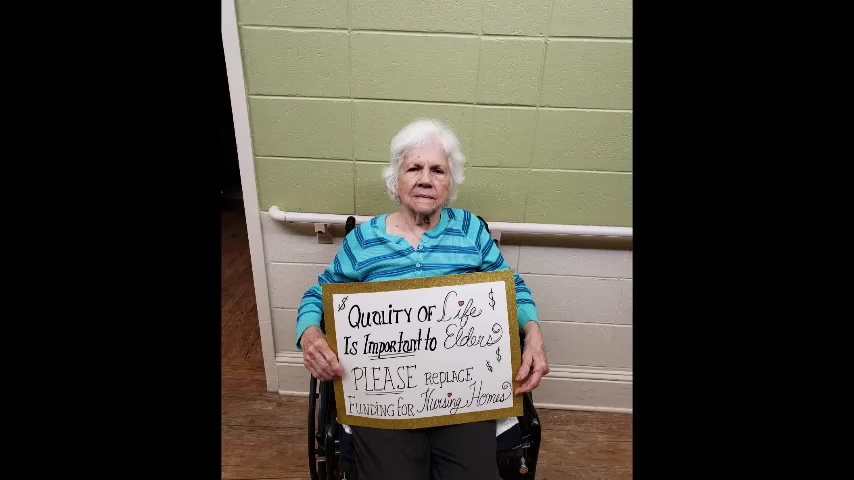 $ QUALITY OF Life $
Is Important to Elders
PLEASE REPLACE $ $
FUNDING FOR Nursing Homes